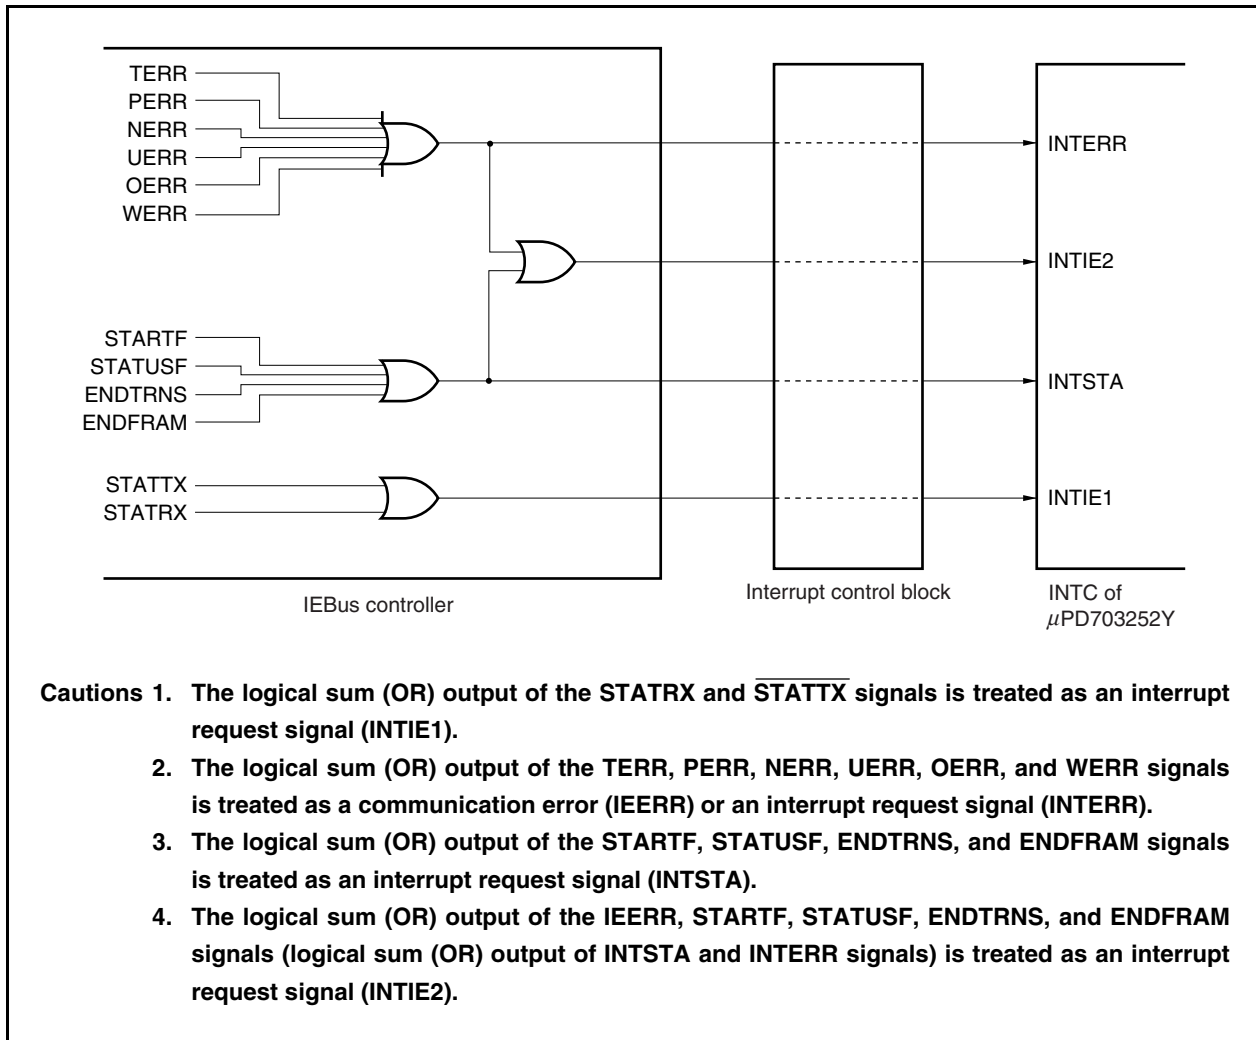 TERR
PERR
NERR
UERR
OERR
WERR
INTERR
INTIE2
STARTF
STATUSF
ENDTRNS
ENDFRAM
INTSTA
STATTX
STATRX
INTIE1
IEBus controller
Interrupt control block
INTC of
μPD703252Y
Cautions 1. The logical sum (OR) output of the STATRX and STATTX signals is treated as an interrupt
request signal (INTIE1).
2. The logical sum (OR) output of the TERR, PERR, NERR, UERR, OERR, and WERR signals
is treated as a communication error (IEERR) or an interrupt request signal (INTERR).
3. The logical sum (OR) output of the STARTF, STATUSF, ENDTRNS, and ENDFRAM signals
is treated as an interrupt request signal (INTSTA).
4. The logical sum (OR) output of the IEERR, STARTF, STATUSF, ENDTRNS, and ENDFRAM
signals (logical sum (OR) output of INTSTA and INTERR signals) is treated as an interrupt
request signal (INTIE2).